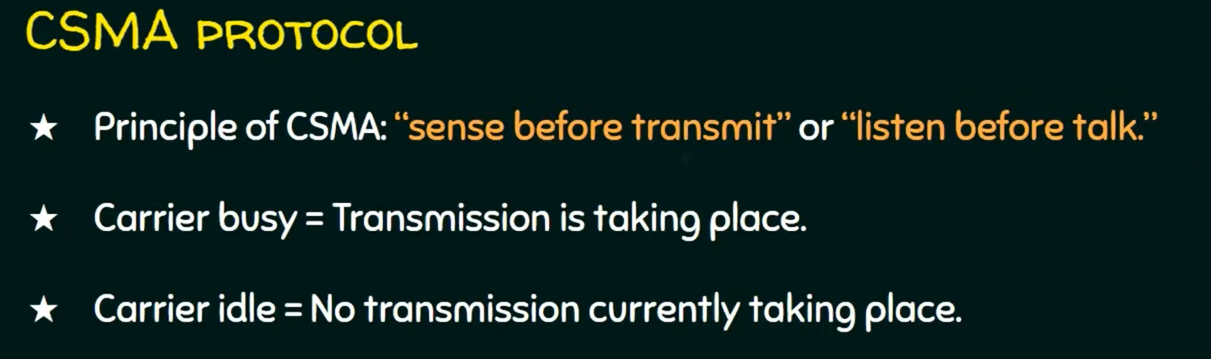 CSMA PROTOCOL
★ Principle of CSMA: “sense before transmit” or “listen before talk.”
★ Carrier busy = Transmission is taking place.
★ Carrier idle = No transmission currently taking place.